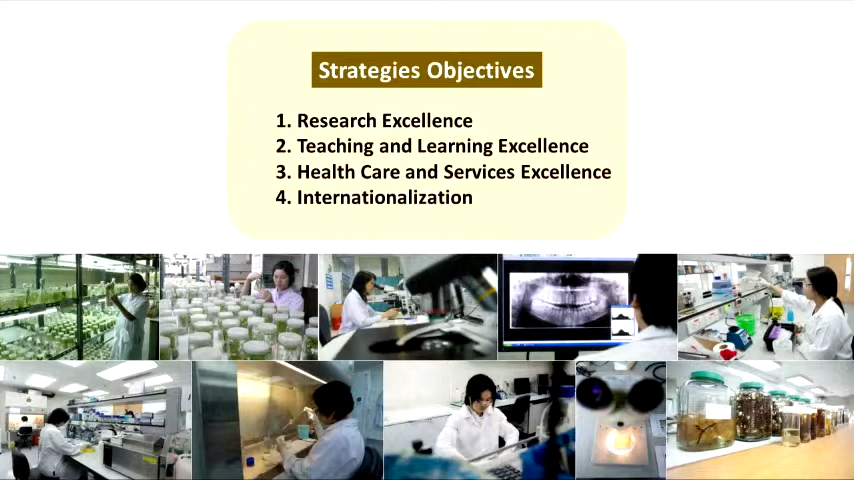 Strategies Objectives
1. Research Excellence
2. Teaching and Learning Excellence
3. Health Care and Services Excellence
4. Internationalization